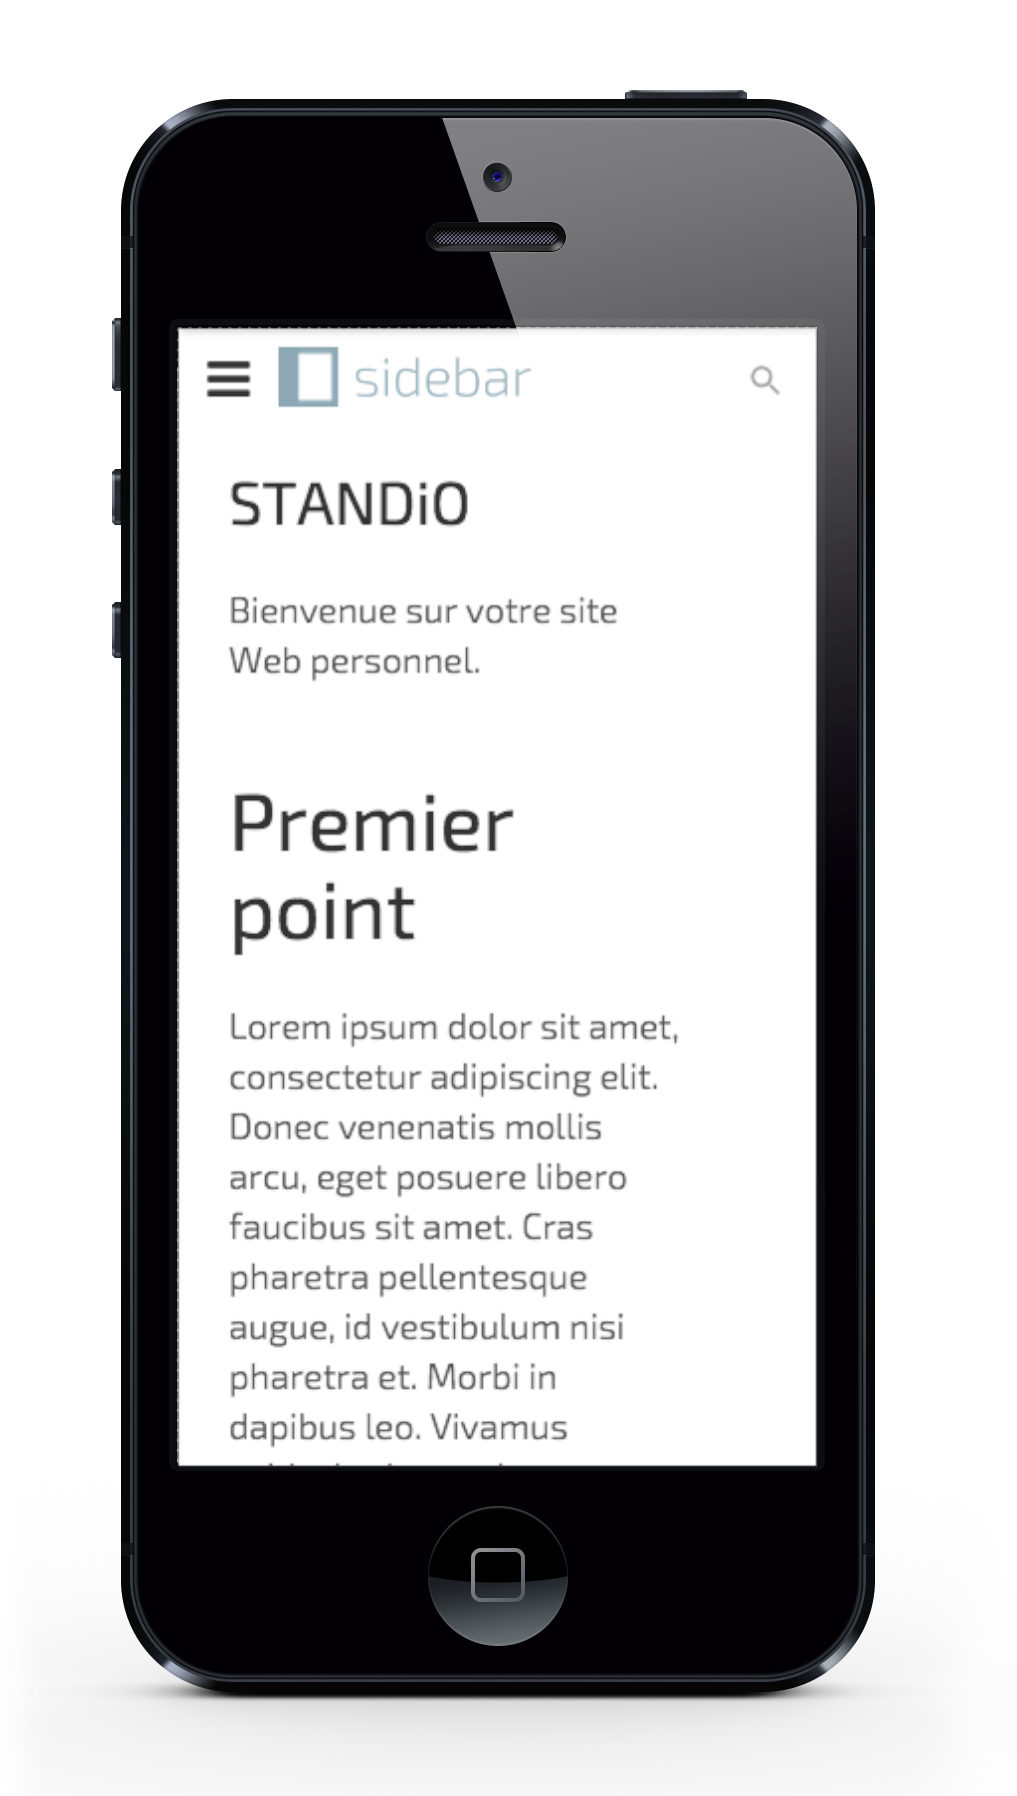 sidebar
STANDiO
Bienvenue sur votre site
Web personnel.
Premier
point
Lorem ipsum dolor sit amet,
consectetur adipiscing elit.
Donec venenatis mollis
arcu, eget posuere libero
faucibus sit amet. Cras
pharetra pellentesque
augue, id vestibulum nisi
pharetra et. Morbi in
dapibus leo. Vivamus